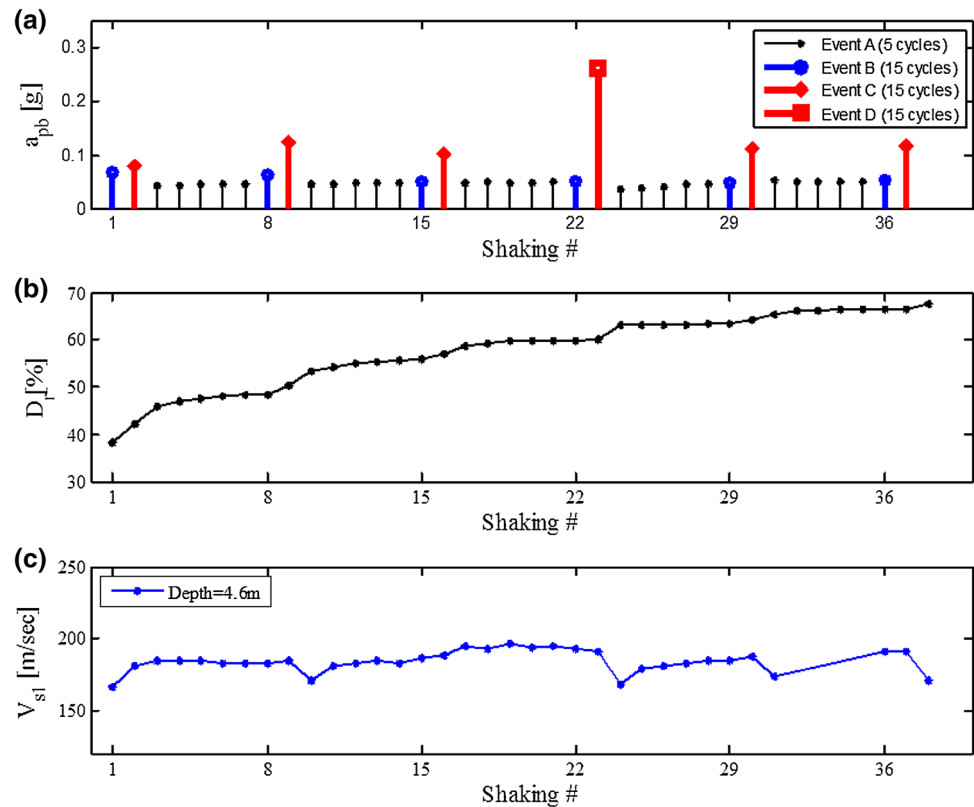 (a)
0.3
0.2
0.1
0
a_pb [g]
Event A (5 cycles)
Event B (15 cycles)
Event C (15 cycles)
Event D (15 cycles)
1 8 15 22 29 36
Shaking #
(b)
70
60
50
40
30
D_r[%]
1 8 15 22 29 36
Shaking #
(c)
250
200
150
V_s1 [m/sec]
Depth=4.6m
1 8 15 22 29 36
Shaking #